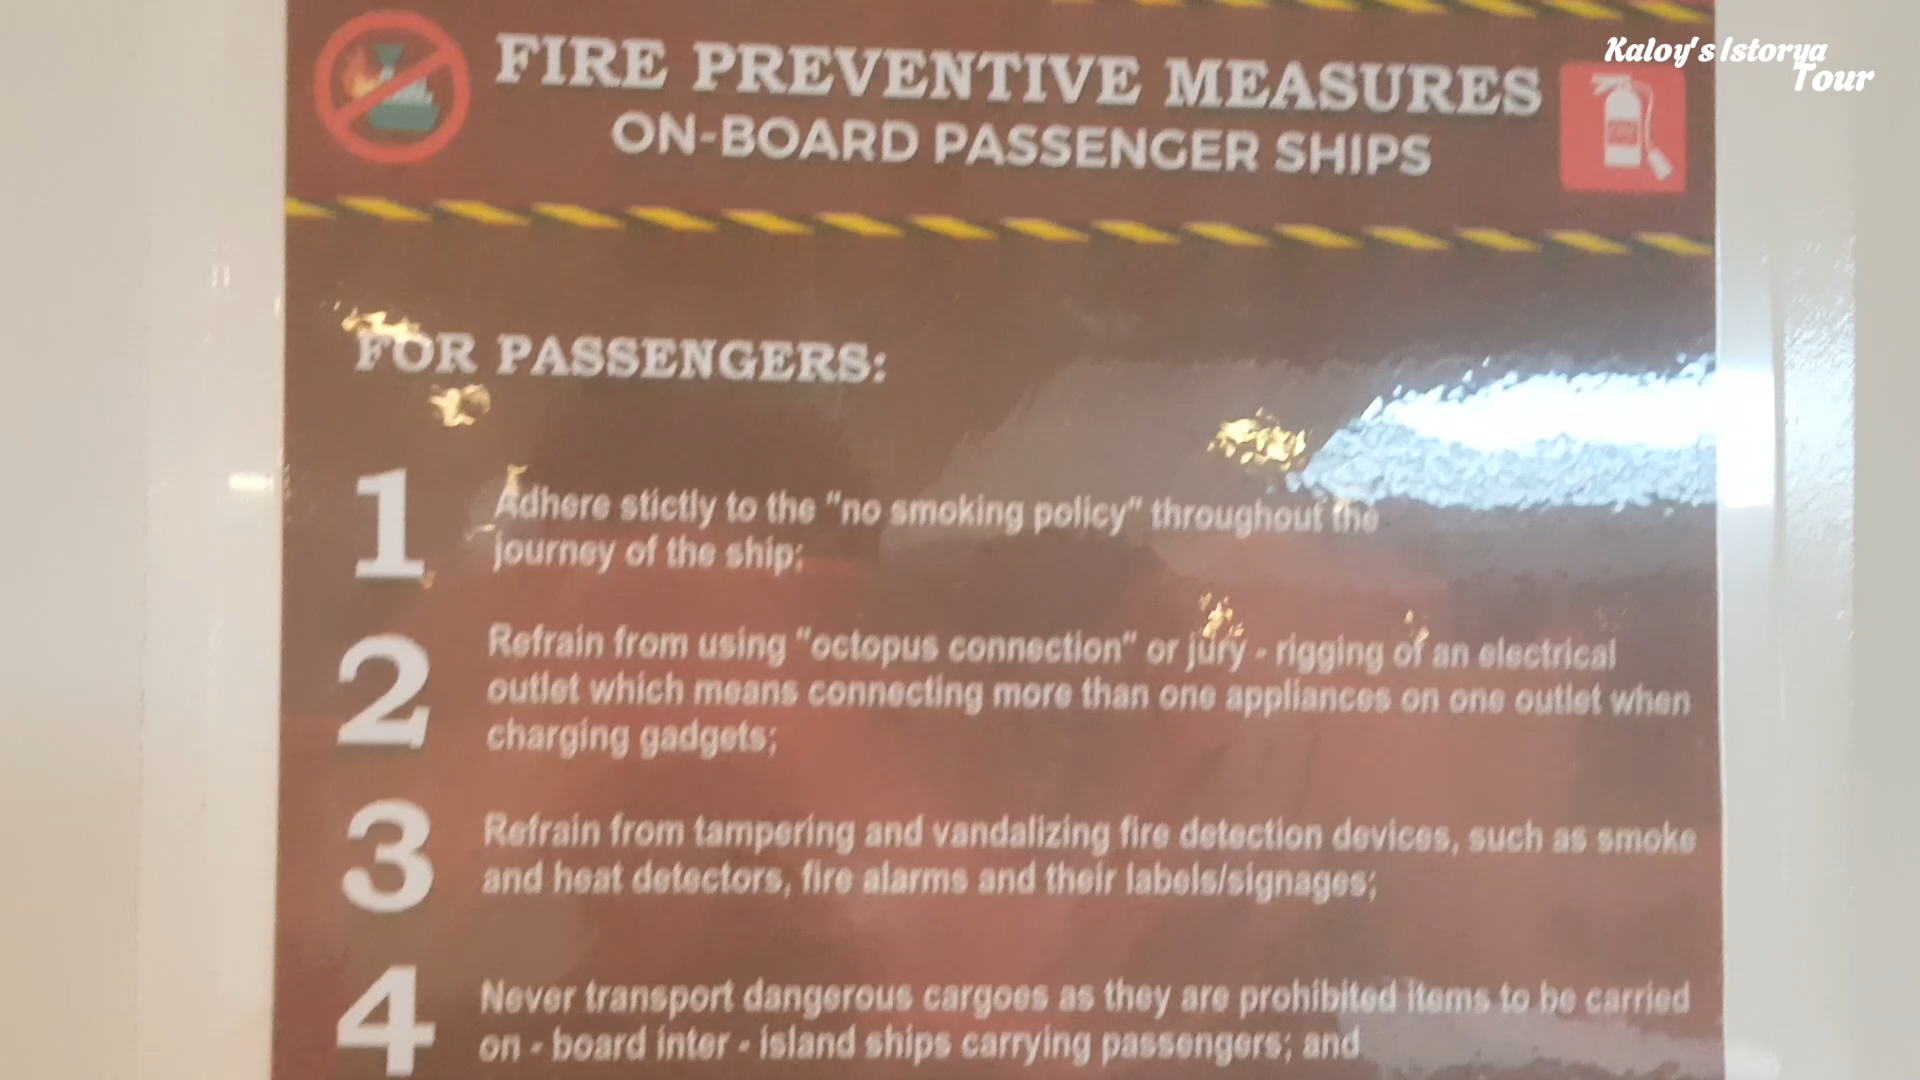 Kaloy's Istorya
Tour
FIRE PREVENTIVE MEASURES
ON-BOARD PASSENGER SHIPS
FOR PASSENGERS:
1
Adhere stictly to the "no smoking policy" throughout the
journey of the ship;
2
Refrain from using "octopus connection" or jury - rigging of an electrical
outlet which means connecting more than one appliances on one outlet when
charging gadgets;
3
Refrain from tampering and vandalizing fire detection devices, such as smoke
and heat detectors, fire alarms and their labels/signages;
4
Never transport dangerous cargoes as they are prohibited items to be carried
on - board inter - island ships carrying passengers; and